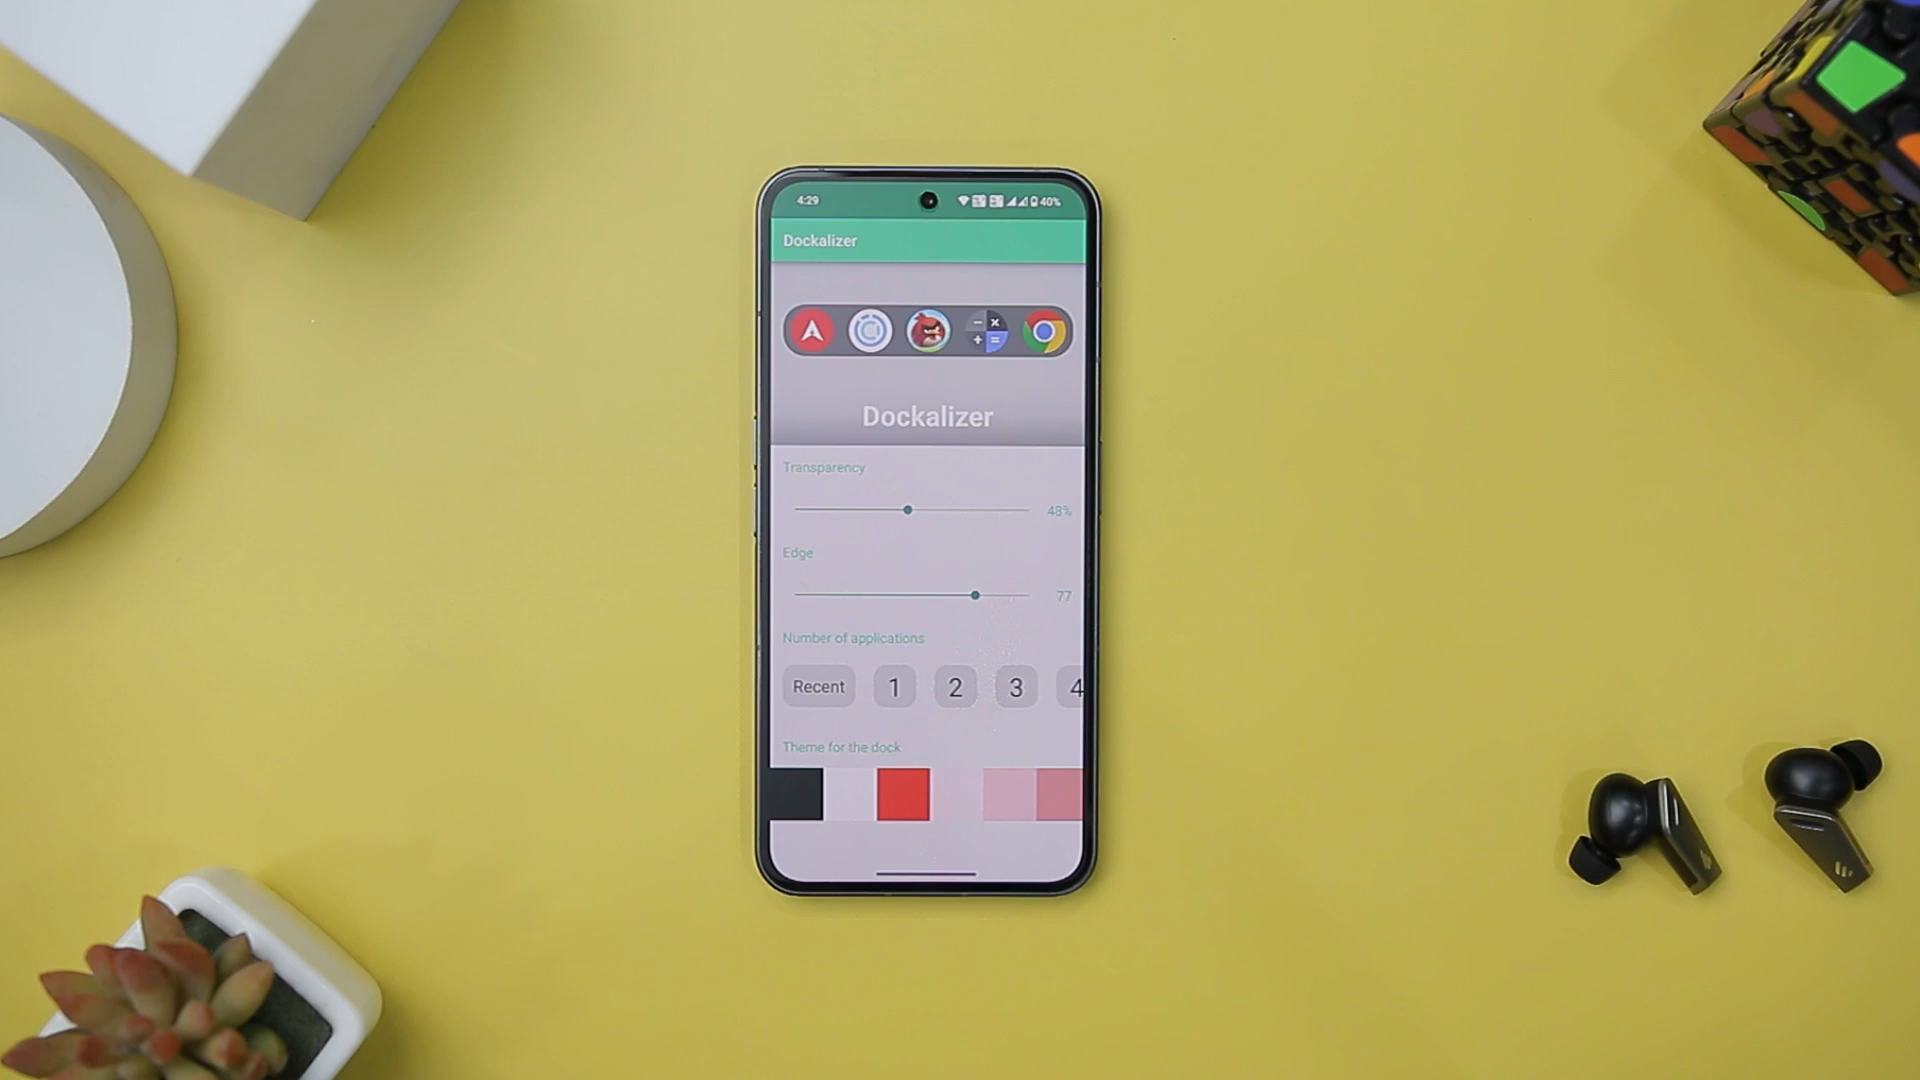 4:29
40%
Dockalizer
Dockalizer
Transparency
48%
Edge
77
Number of applications
Recent 1 2 3 4
Theme for the dock